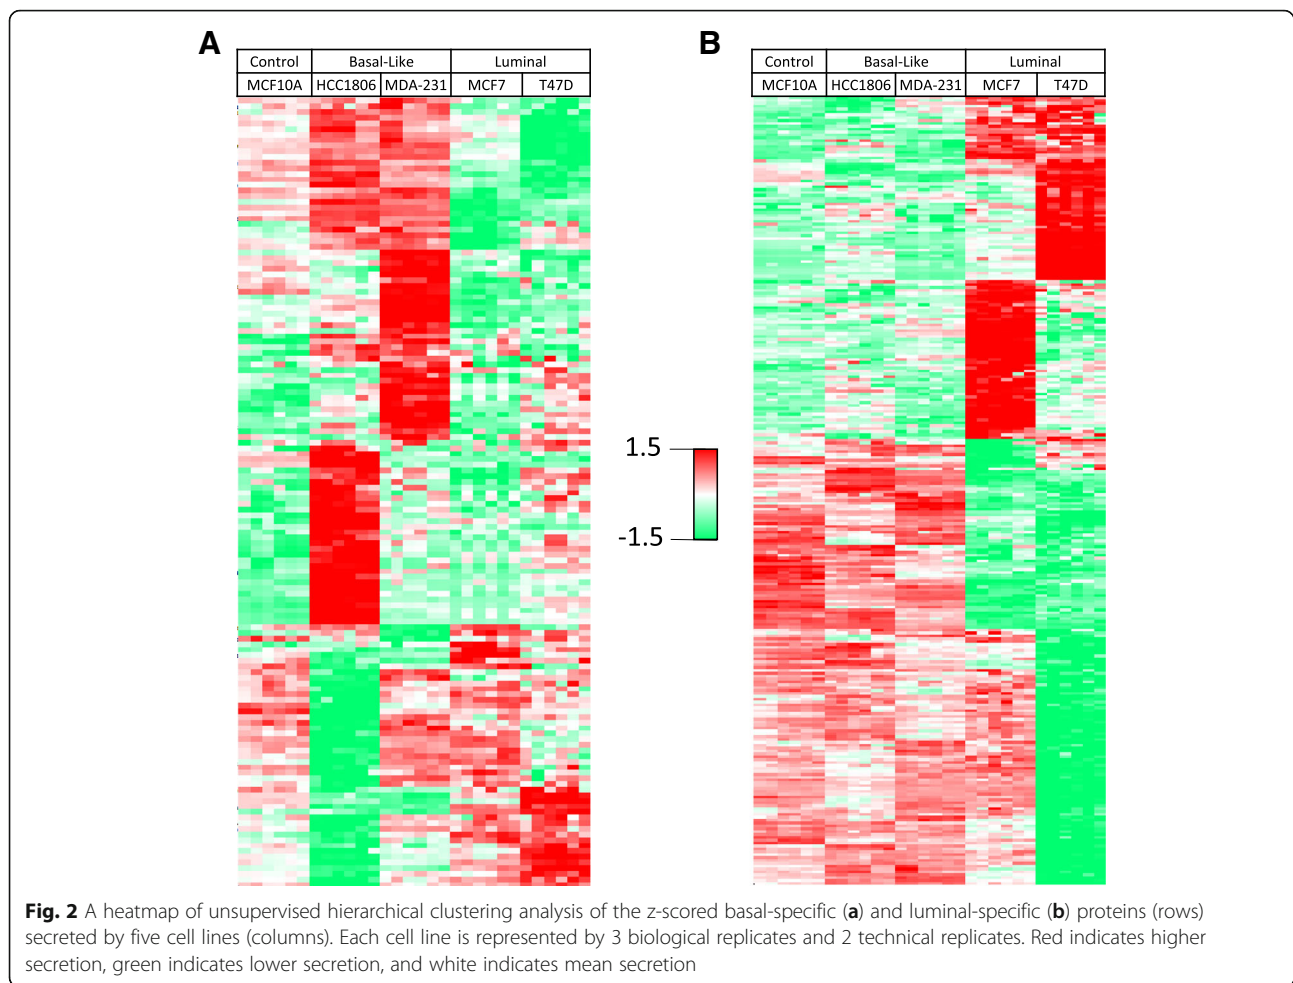 A
B
Control Basal-Like Luminal
MCF10A HCC1806 MDA-231 MCF7 T47D
Control Basal-Like Luminal
MCF10A HCC1806 MDA-231 MCF7 T47D
1.5
-1.5
Fig. 2 A heatmap of unsupervised hierarchical clustering analysis of the z-scored basal-specific (a) and luminal-specific (b) proteins (rows)
secreted by five cell lines (columns). Each cell line is represented by 3 biological replicates and 2 technical replicates. Red indicates higher
secretion, green indicates lower secretion, and white indicates mean secretion